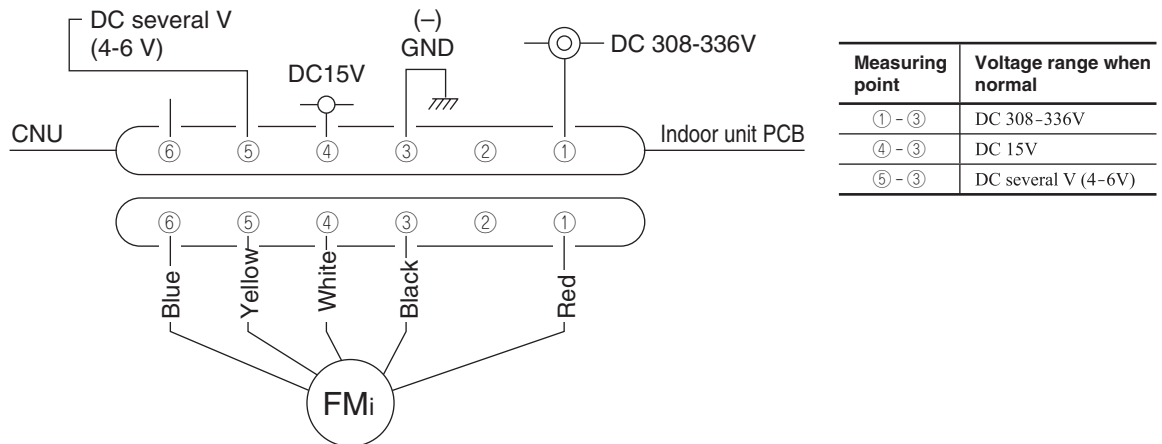 DC several V
(4-6 V)
(–)
GND
DC 308-336V
DC15V
CNU
Indoor unit PCB
⑥ ⑤ ④ ③ ② ①
⑥ ⑤ ④ ③ ② ①
Blue Yellow White Black Red
FMi
Measuring point Voltage range when normal
① - ③ DC 308-336V
④ - ③ DC 15V
⑤ - ③ DC several V (4-6V)